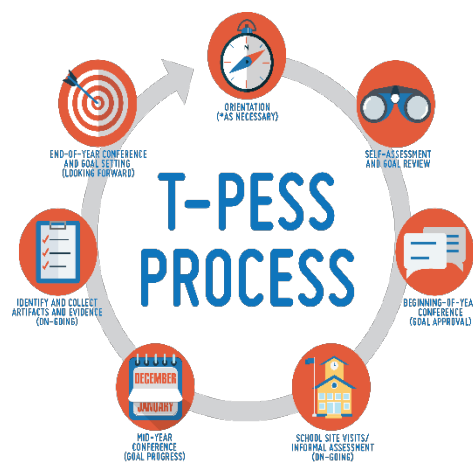 T-PESS
PROCESS
N
ORIENTATION
(*AS NECESSARY)
SELF-ASSESSMENT
AND GOAL REVIEW
BEGINNING-OF-YEA
CONFERENCE
(GOAL APPROVAL)
SCHOOL SITE VISITS/
INFORMAL ASSESSMENT
(ON-GOING)
DECEMBER
JANUARY
MID-YEAR
CONFERENCE
(GOAL PROGRESS)
IDENTIFY AND COLLECT
ARTIFACTS AND EVIDENCE
(ON-GOING)
END-OF-YEAR CONFERENCE
AND GOAL SETTING
(LOOKING FORWARD)